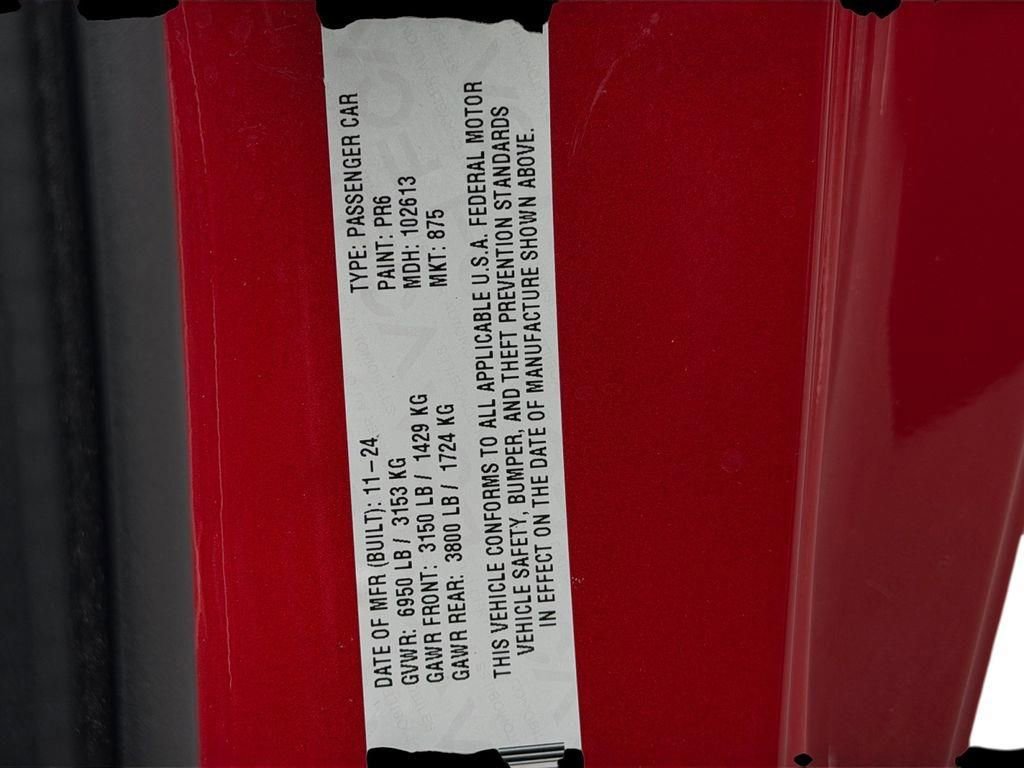 DATE OF MFR (BUILT): 11-24 TYPE: PASSENGER CAR
GVWR: 6950 LB / 3153 KG PAINT: PR6
GAWR FRONT: 3150 LB / 1429 KG MDH: 102613
GAWR REAR: 3800 LB / 1724 KG MKT: 875
THIS VEHICLE CONFORMS TO ALL APPLICABLE U.S.A. FEDERAL MOTOR
VEHICLE SAFETY, BUMPER, AND THEFT PREVENTION STANDARDS
IN EFFECT ON THE DATE OF MANUFACTURE SHOWN ABOVE.